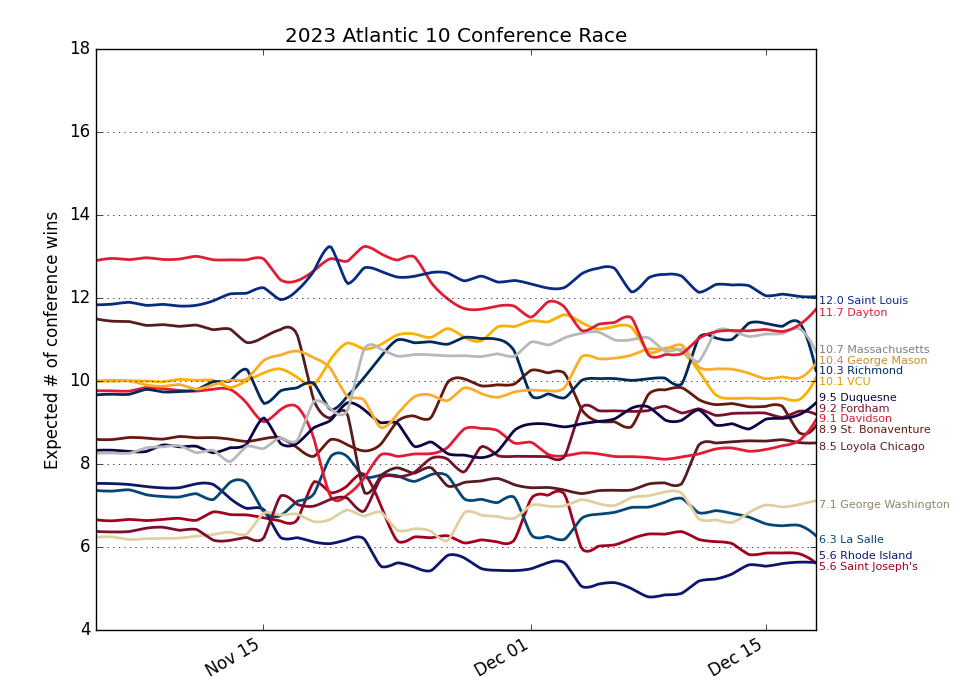 2023 Atlantic 10 Conference Race
Expected # of conference wins
18
16
14
12
10
8
6
4
Nov 15
Dec 01
Dec 15
12.0 Saint Louis
11.7 Dayton
10.7 Massachusetts
10.4 George Mason
10.3 Richmond
10.1 VCU
9.5 Duquesne
9.2 Fordham
9.1 Davidson
8.9 St. Bonaventure
8.5 Loyola Chicago
7.1 George Washington
6.3 La Salle
5.6 Rhode Island
5.6 Saint Joseph's